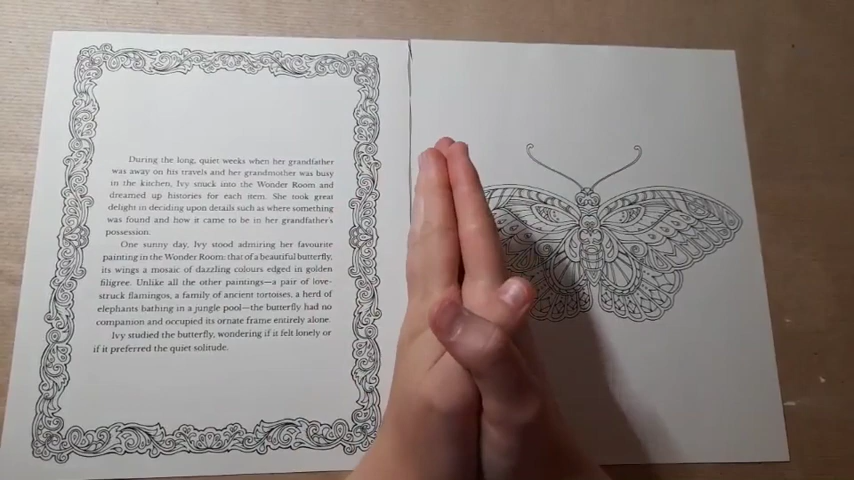 During the long, quiet weeks when her grandfather
was away on his travels and her grandmother was busy
in the kitchen, Ivy snuck into the Wonder Room and
dreamed up histories for each item. She took great
delight in deciding upon details such as where something
was found and how it came to be in her grandfather's
possession.
One sunny day, Ivy stood admiring her favourite
painting in the Wonder Room: that of a beautiful butterfly,
its wings a mosaic of dazzling colours edged in golden
filigree. Unlike all the other paintings—a pair of love-
struck flamingos, a family of ancient tortoises, a herd of
elephants bathing in a jungle pool—the butterfly had no
companion and occupied its ornate frame entirely alone.
Ivy studied the butterfly, wondering if it felt lonely or
if it preferred the quiet solitude.